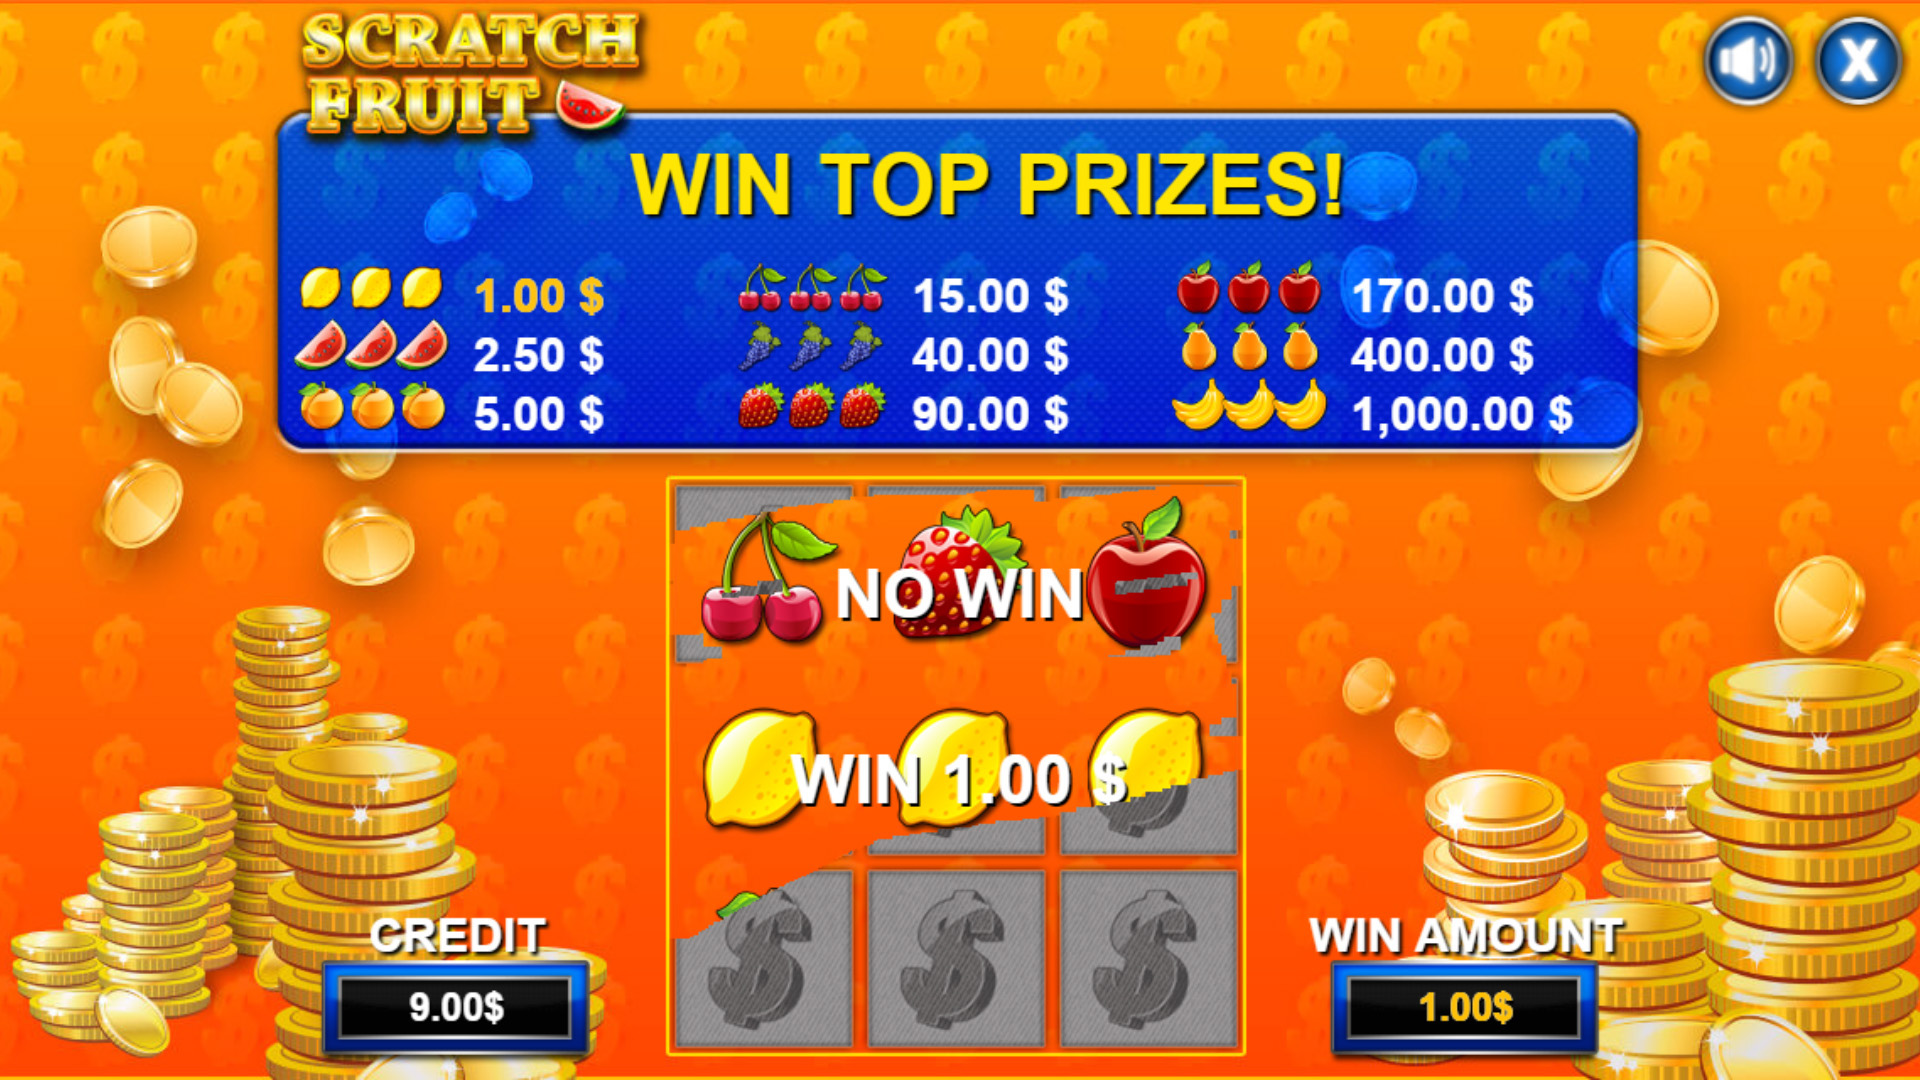 SCRATCH
FRUIT
X
WIN TOP PRIZES!
1.00 $
15.00 $
170.00 $
2.50 $
40.00 $
400.00 $
5.00 $
90.00 $
1,000.00 $
NO WIN
WIN 1.00 $
$ $ $
CREDIT
WIN AMOUNT
9.00$
1.00$